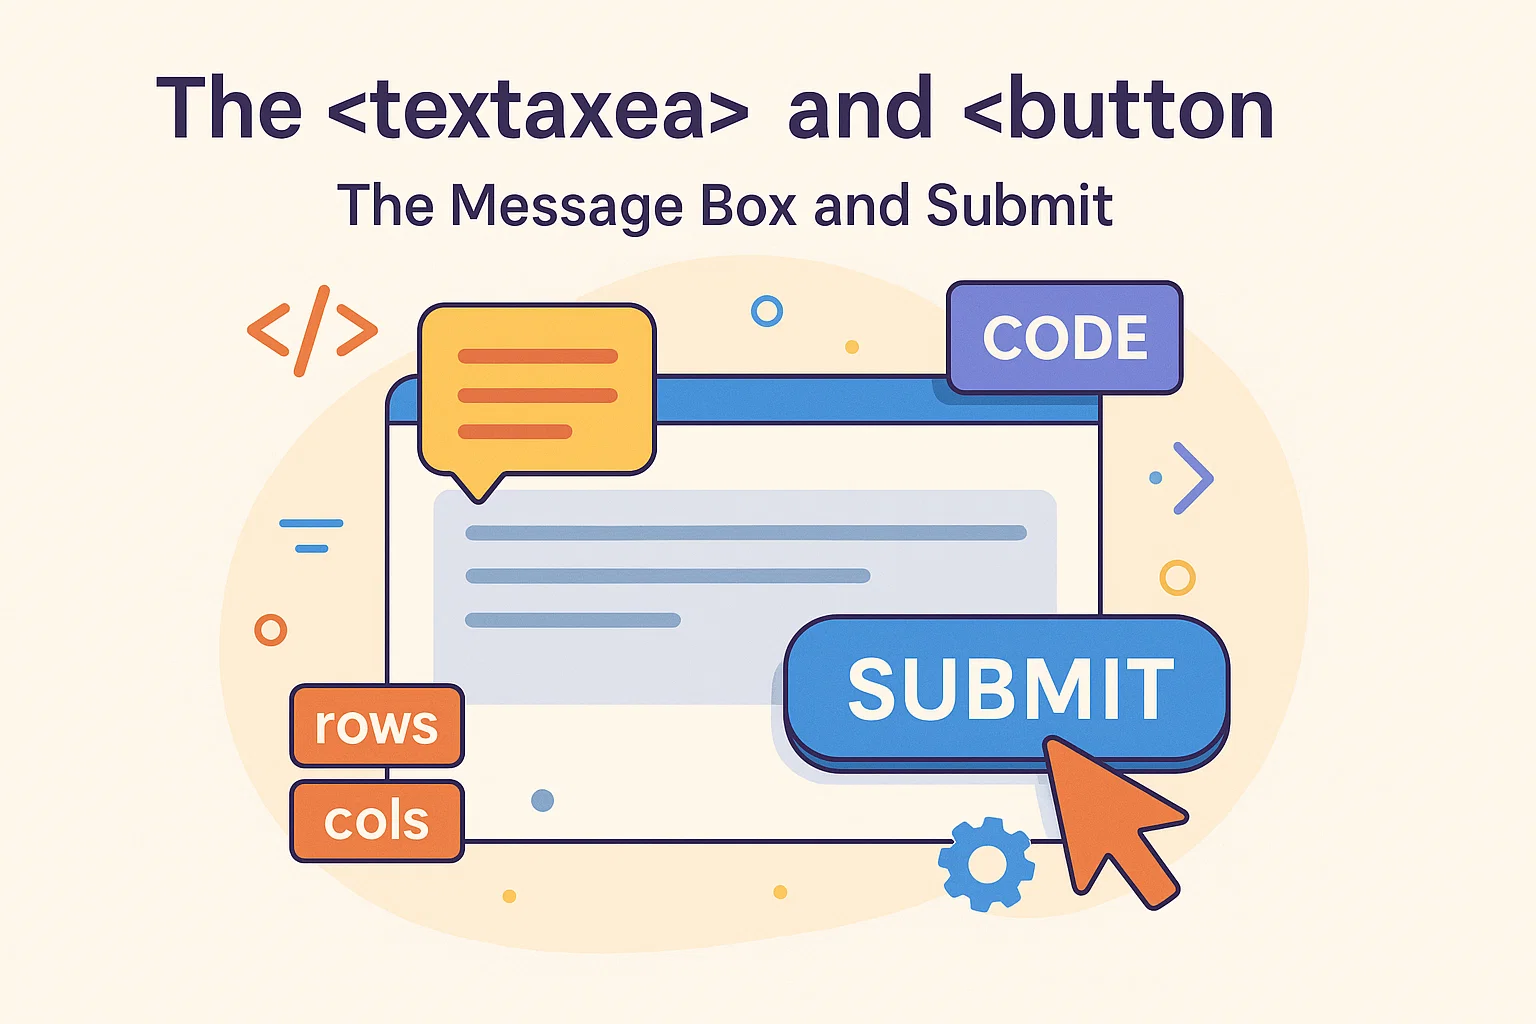 The <textaxea> and <button
The Message Box and Submit
</>
CODE
SUBMIT
rows
cols